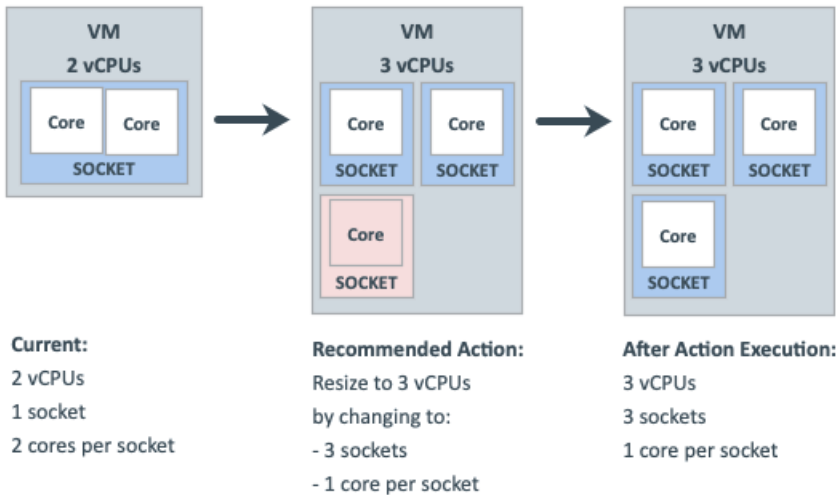 VM
2 vCPUs
Core
Core
SOCKET
VM
3 vCPUs
Core
Core
SOCKET
SOCKET
Core
SOCKET
VM
3 vCPUs
Core
Core
SOCKET
SOCKET
Core
SOCKET
Current:
2 vCPUs
1 socket
2 cores per socket
Recommended Action:
Resize to 3 vCPUs
by changing to:
- 3 sockets
- 1 core per socket
After Action Execution:
3 vCPUs
3 sockets
1 core per socket